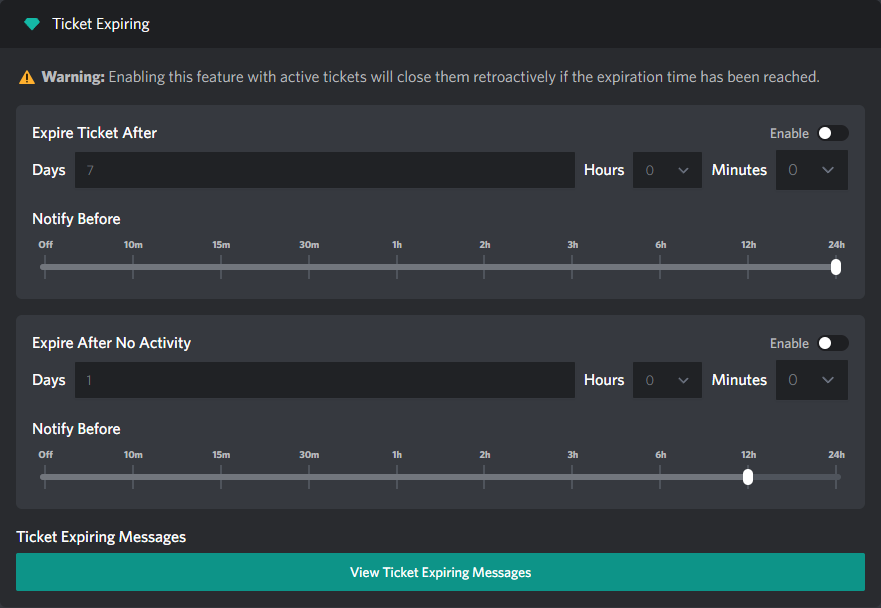 Ticket Expiring
Warning: Enabling this feature with active tickets will close them retroactively if the expiration time has been reached.
Expire Ticket After Enable
Days 7 Hours 0 Minutes 0
Notify Before
Off 10m 15m 30m 1h 2h 3h 6h 12h 24h
Expire After No Activity Enable
Days 1 Hours 0 Minutes 0
Notify Before
Off 10m 15m 30m 1h 2h 3h 6h 12h 24h
Ticket Expiring Messages
View Ticket Expiring Messages